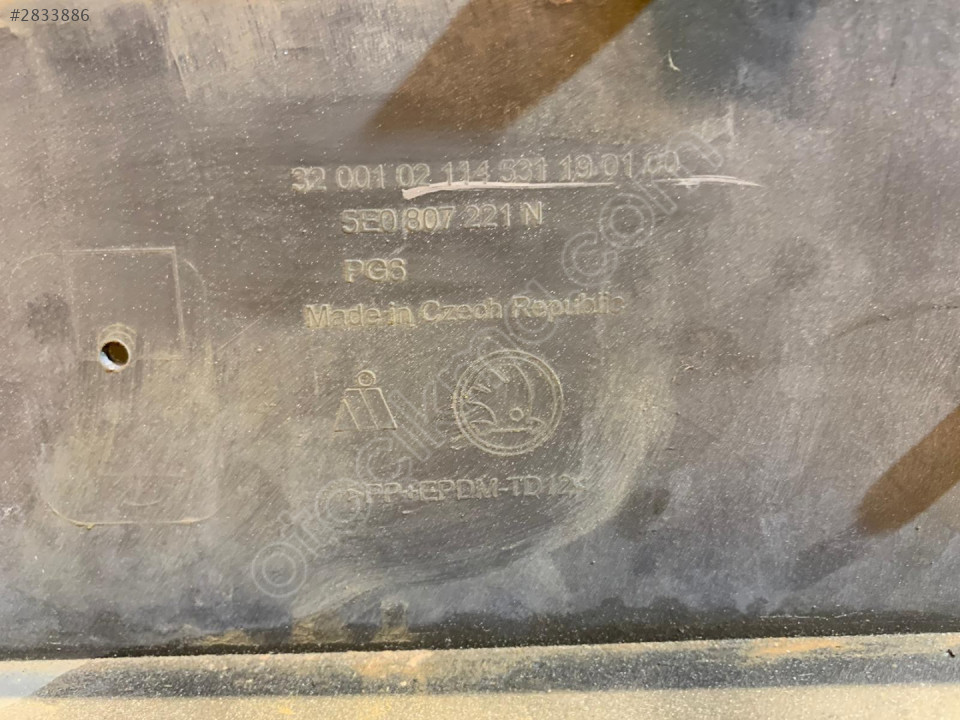 #2833886
32 001 02 114 531 19 01 00
5E0 807 221 N
PG6
Made in Czech Republic
>PP+EPDM-TD12<